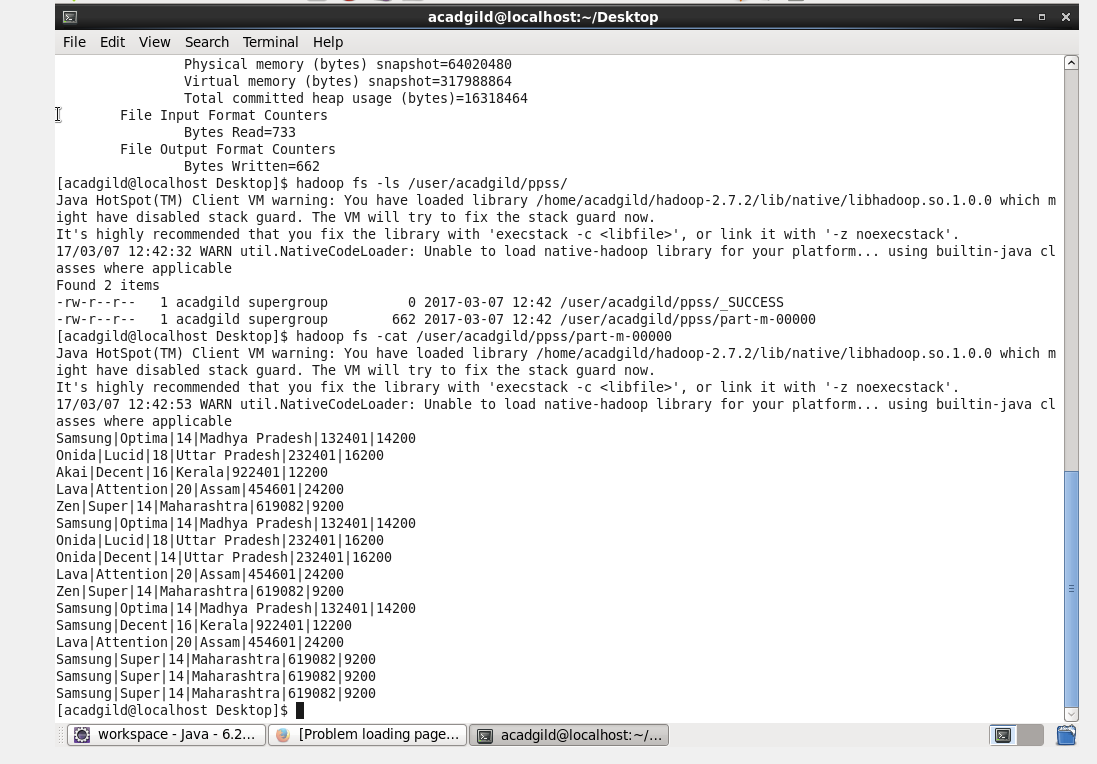 acadgild@localhost:~/Desktop
File Edit View Search Terminal Help
Physical memory (bytes) snapshot=64020480
Virtual memory (bytes) snapshot=317988864
Total committed heap usage (bytes)=16318464
File Input Format Counters
Bytes Read=733
File Output Format Counters
Bytes Written=662
[acadgild@localhost Desktop]$ hadoop fs -ls /user/acadgild/ppss/
Java HotSpot(TM) Client VM warning: You have loaded library /home/acadgild/hadoop-2.7.2/lib/native/libhadoop.so.1.0.0 which m
ight have disabled stack guard. The VM will try to fix the stack guard now.
It's highly recommended that you fix the library with 'execstack -c <libfile>', or link it with '-z noexecstack'.
17/03/07 12:42:32 WARN util.NativeCodeLoader: Unable to load native-hadoop library for your platform... using builtin-java cl
asses where applicable
Found 2 items
-rw-r--r--   1 acadgild supergroup          0 2017-03-07 12:42 /user/acadgild/ppss/_SUCCESS
-rw-r--r--   1 acadgild supergroup        662 2017-03-07 12:42 /user/acadgild/ppss/part-m-00000
[acadgild@localhost Desktop]$ hadoop fs -cat /user/acadgild/ppss/part-m-00000
Java HotSpot(TM) Client VM warning: You have loaded library /home/acadgild/hadoop-2.7.2/lib/native/libhadoop.so.1.0.0 which m
ight have disabled stack guard. The VM will try to fix the stack guard now.
It's highly recommended that you fix the library with 'execstack -c <libfile>', or link it with '-z noexecstack'.
17/03/07 12:42:53 WARN util.NativeCodeLoader: Unable to load native-hadoop library for your platform... using builtin-java cl
asses where applicable
Samsung|Optima|14|Madhya Pradesh|132401|14200
Onida|Lucid|18|Uttar Pradesh|232401|16200
Akai|Decent|16|Kerala|922401|12200
Lava|Attention|20|Assam|454601|24200
Zen|Super|14|Maharashtra|619082|9200
Samsung|Optima|14|Madhya Pradesh|132401|14200
Onida|Lucid|18|Uttar Pradesh|232401|16200
Onida|Decent|14|Uttar Pradesh|232401|16200
Lava|Attention|20|Assam|454601|24200
Zen|Super|14|Maharashtra|619082|9200
Samsung|Optima|14|Madhya Pradesh|132401|14200
Samsung|Decent|16|Kerala|922401|12200
Lava|Attention|20|Assam|454601|24200
Samsung|Super|14|Maharashtra|619082|9200
Samsung|Super|14|Maharashtra|619082|9200
Samsung|Super|14|Maharashtra|619082|9200
[acadgild@localhost Desktop]$
workspace - Java - 6.2... [Problem loading page... acadgild@localhost:~/...